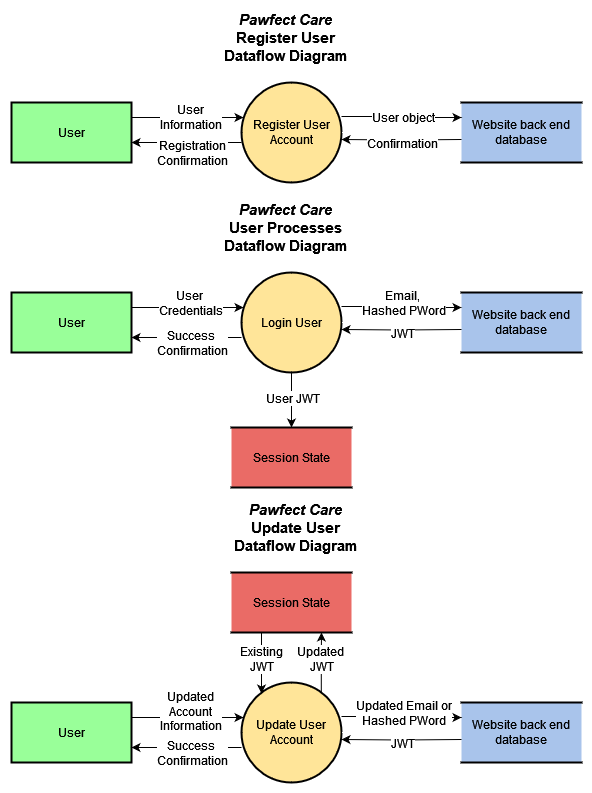 Pawfect Care
Register User
Dataflow Diagram
User
User
Information
Registration
Confirmation
Register User
Account
User object
Confirmation
Website back end
database
Pawfect Care
User Processes
Dataflow Diagram
User
User
Credentials
Success
Confirmation
Login User
Email,
Hashed PWord
JWT
Website back end
database
User JWT
Session State
Pawfect Care
Update User
Dataflow Diagram
Session State
Existing
JWT
Updated
JWT
User
Updated
Account
Information
Success
Confirmation
Update User
Account
Updated Email or
Hashed PWord
JWT
Website back end
database